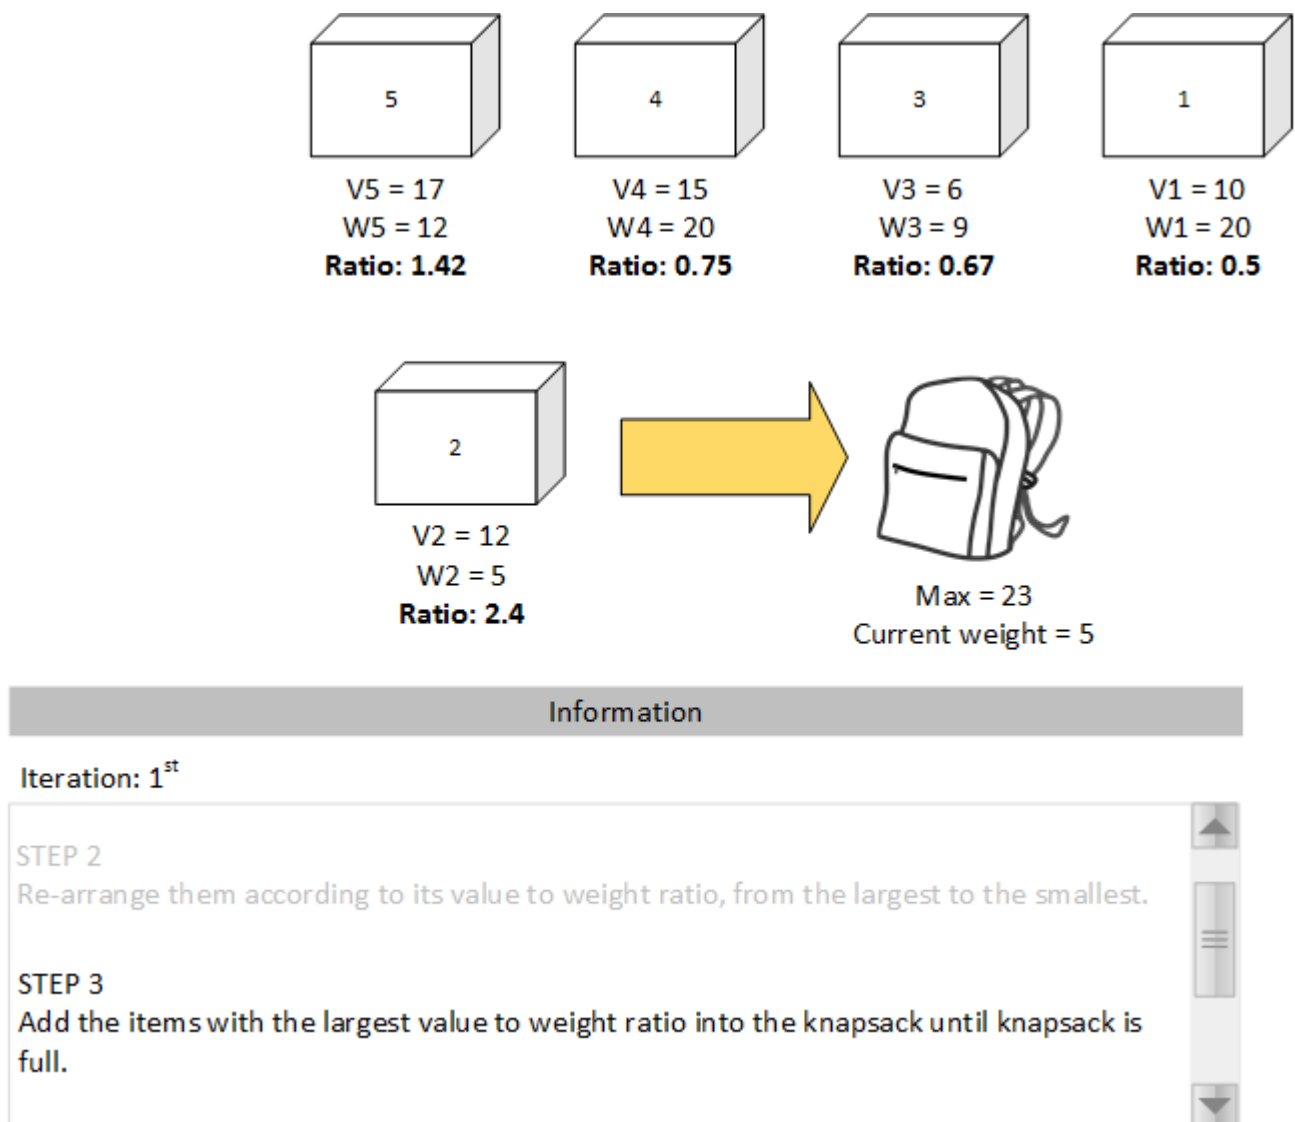 5
4
3
1
V5 = 17
V4 = 15
V3 = 6
V1 = 10
W5 = 12
W4 = 20
W3 = 9
W1 = 20
Ratio: 1.42
Ratio: 0.75
Ratio: 0.67
Ratio: 0.5
2
V2 = 12
W2 = 5
Ratio: 2.4
Max = 23
Current weight = 5
Information
Iteration: 1st
STEP 2
Re-arrange them according to its value to weight ratio, from the largest to the smallest.
STEP 3
Add the items with the largest value to weight ratio into the knapsack until knapsack is
full.